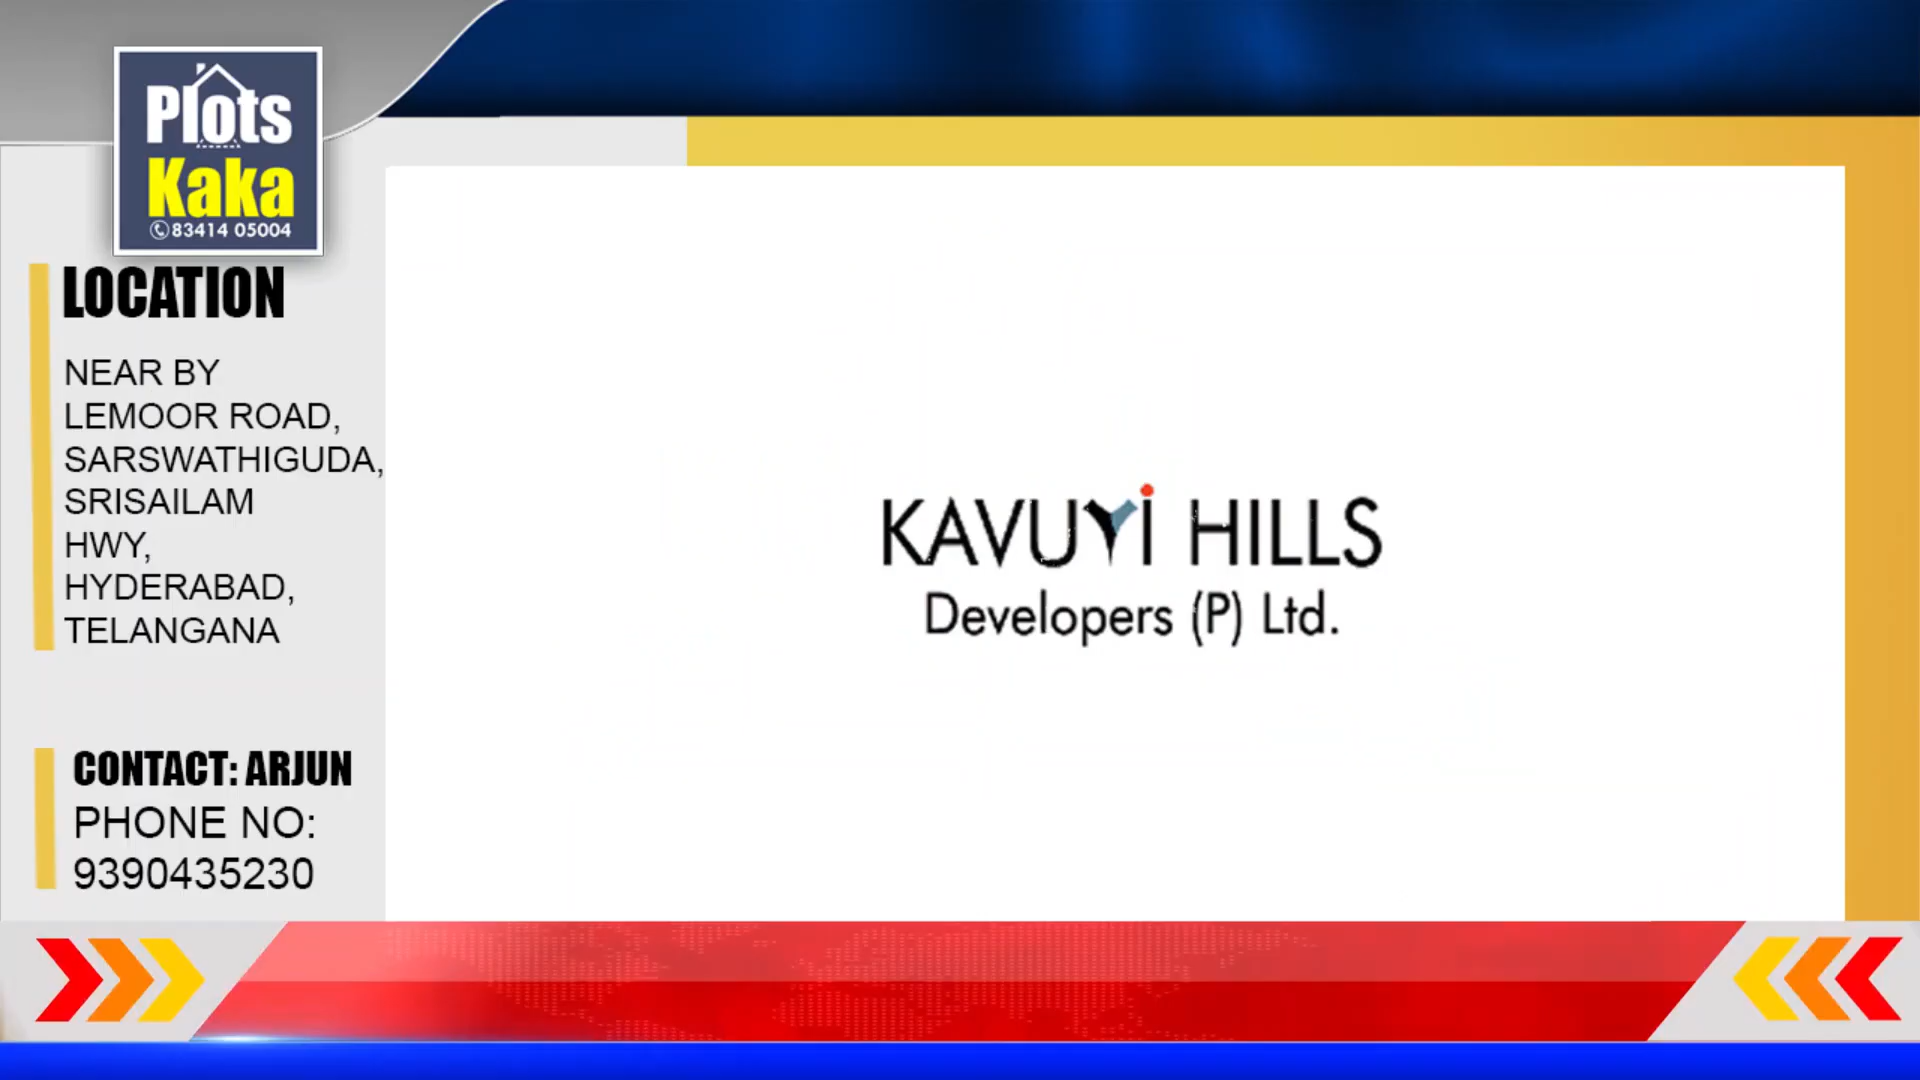 Plots
Kaka
83414 05004
LOCATION
NEAR BY
LEMOOR ROAD,
SARSWATHIGUDA,
SRISAILAM
HWY,
HYDERABAD,
TELANGANA
CONTACT: ARJUN
PHONE NO:
9390435230
KAVUYi HILLS
Developers (P) Ltd.